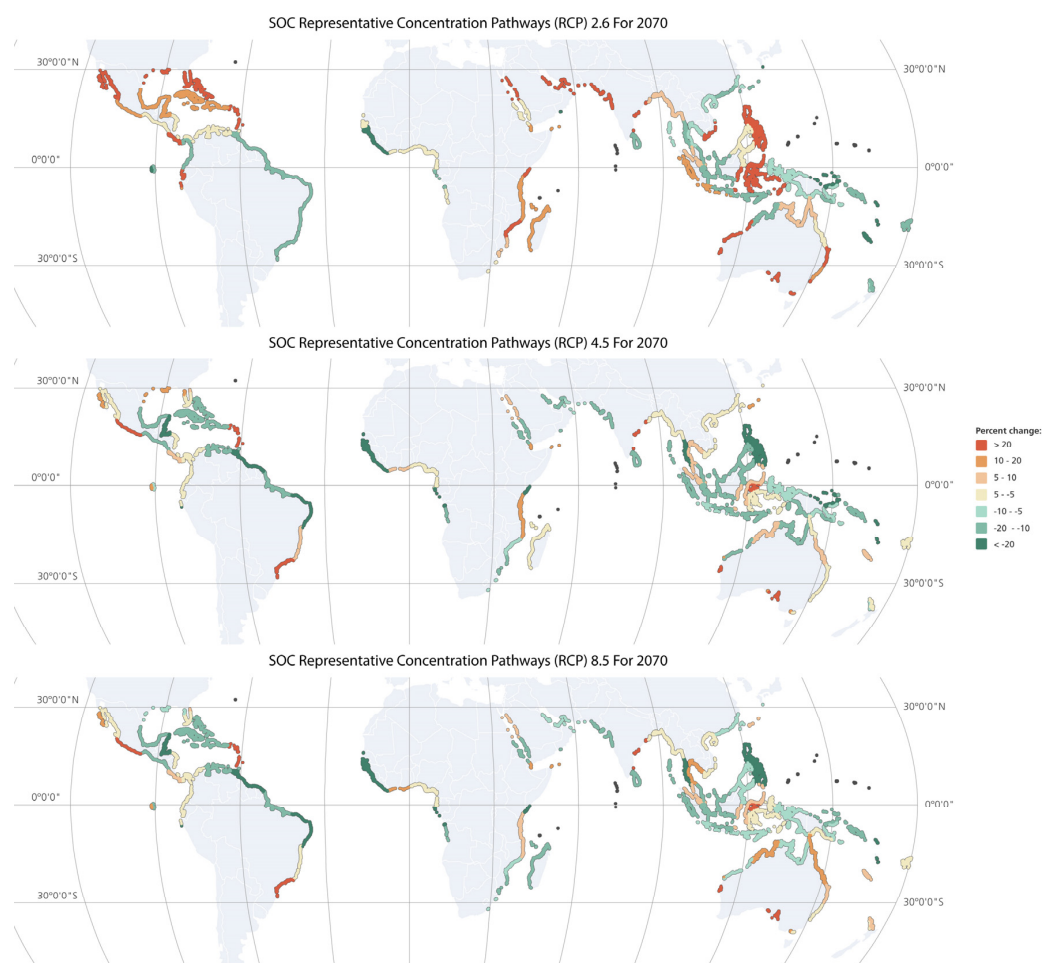 SOC Representative Concentration Pathways (RCP) 2.6 For 2070
30°0'0"N 30°0'0"N
0°0'0" 0°0'0"
30°0'0"S 30°0'0"S
SOC Representative Concentration Pathways (RCP) 4.5 For 2070
30°0'0"N 30°0'0"N
Percent change:
> 20
10 - 20
5 - 10
5 - -5
-10 - -5
-20 - -10
< -20
0°0'0" 0°0'0"
30°0'0"S 30°0'0"S
SOC Representative Concentration Pathways (RCP) 8.5 For 2070
30°0'0"N 30°0'0"N
0°0'0" 0°0'0"
30°0'0"S 30°0'0"S